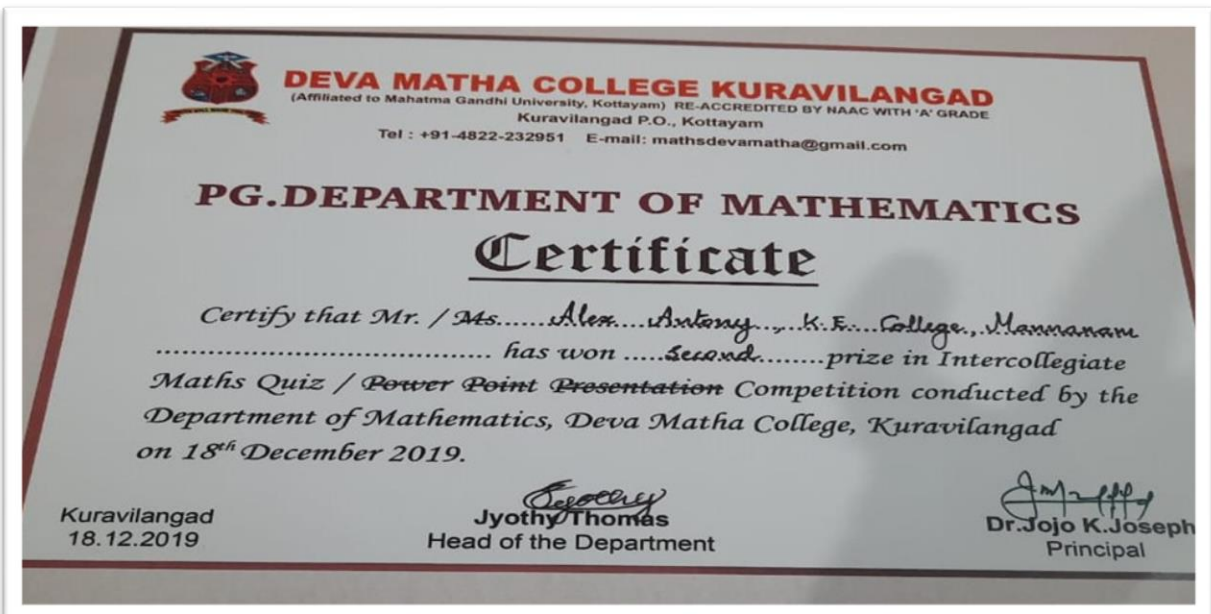 DEVA MATHA COLLEGE KURAVILANGAD
(Affiliated to Mahatma Gandhi University, Kottayam) RE-ACCREDITED BY NAAC WITH 'A' GRADE
Kuravilangad P.O., Kottayam
Tel : +91-4822-232951 E-mail: mathsdevamatha@gmail.com
PG.DEPARTMENT OF MATHEMATICS
Certificate
Certify that Mr. / Ms......Alex....Antony...,..K.E....College,..Mannanam
.................................... has won .....Second........prize in Intercollegiate
Maths Quiz / Power Point Presentation Competition conducted by the
Department of Mathematics, Deva Matha College, Kuravilangad
on 18th December 2019.
Kuravilangad
18.12.2019
Jyothy Thomas
Head of the Department
Dr.Jojo K.Joseph
Principal